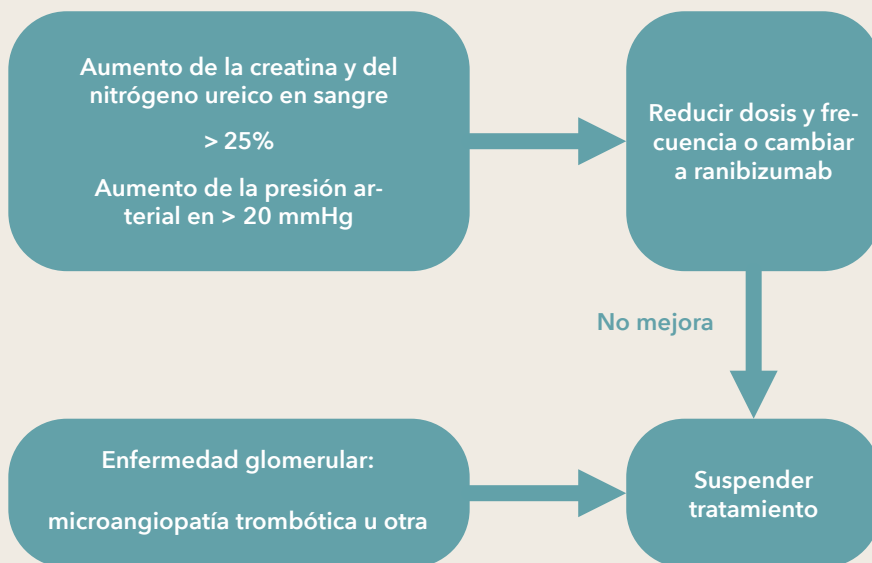 Aumento de la creatina y del
nitrógeno ureico en sangre
> 25%
Aumento de la presión ar-
terial en > 20 mmHg
Reducir dosis y fre-
cuencia o cambiar
a ranibizumab
No mejora
Enfermedad glomerular:
microangiopatía trombótica u otra
Suspender
tratamiento